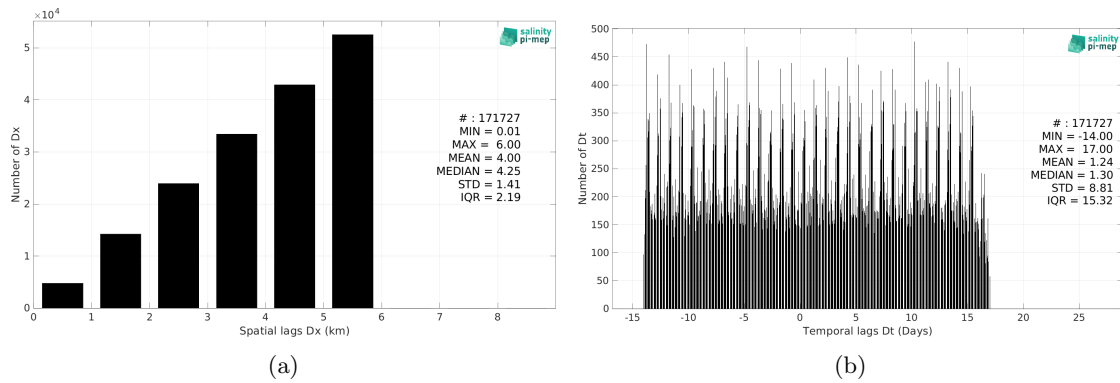 ×10⁴
5
4
3
2
1
0
Number of Dx
0 1 2 3 4 5 6 7 8
Spatial lags Dx (km)
salinity
pi-mep
# : 171727
MIN = 0.01
MAX = 6.00
MEAN = 4.00
MEDIAN = 4.25
STD = 1.41
IQR = 2.19
(a)
500
450
400
350
300
250
200
150
100
50
0
Number of Dt
-15 -10 -5 0 5 10 15 20 25
Temporal lags Dt (Days)
salinity
pi-mep
# : 171727
MIN = -14.00
MAX = 17.00
MEAN = 1.24
MEDIAN = 1.30
STD = 8.81
IQR = 15.32
(b)